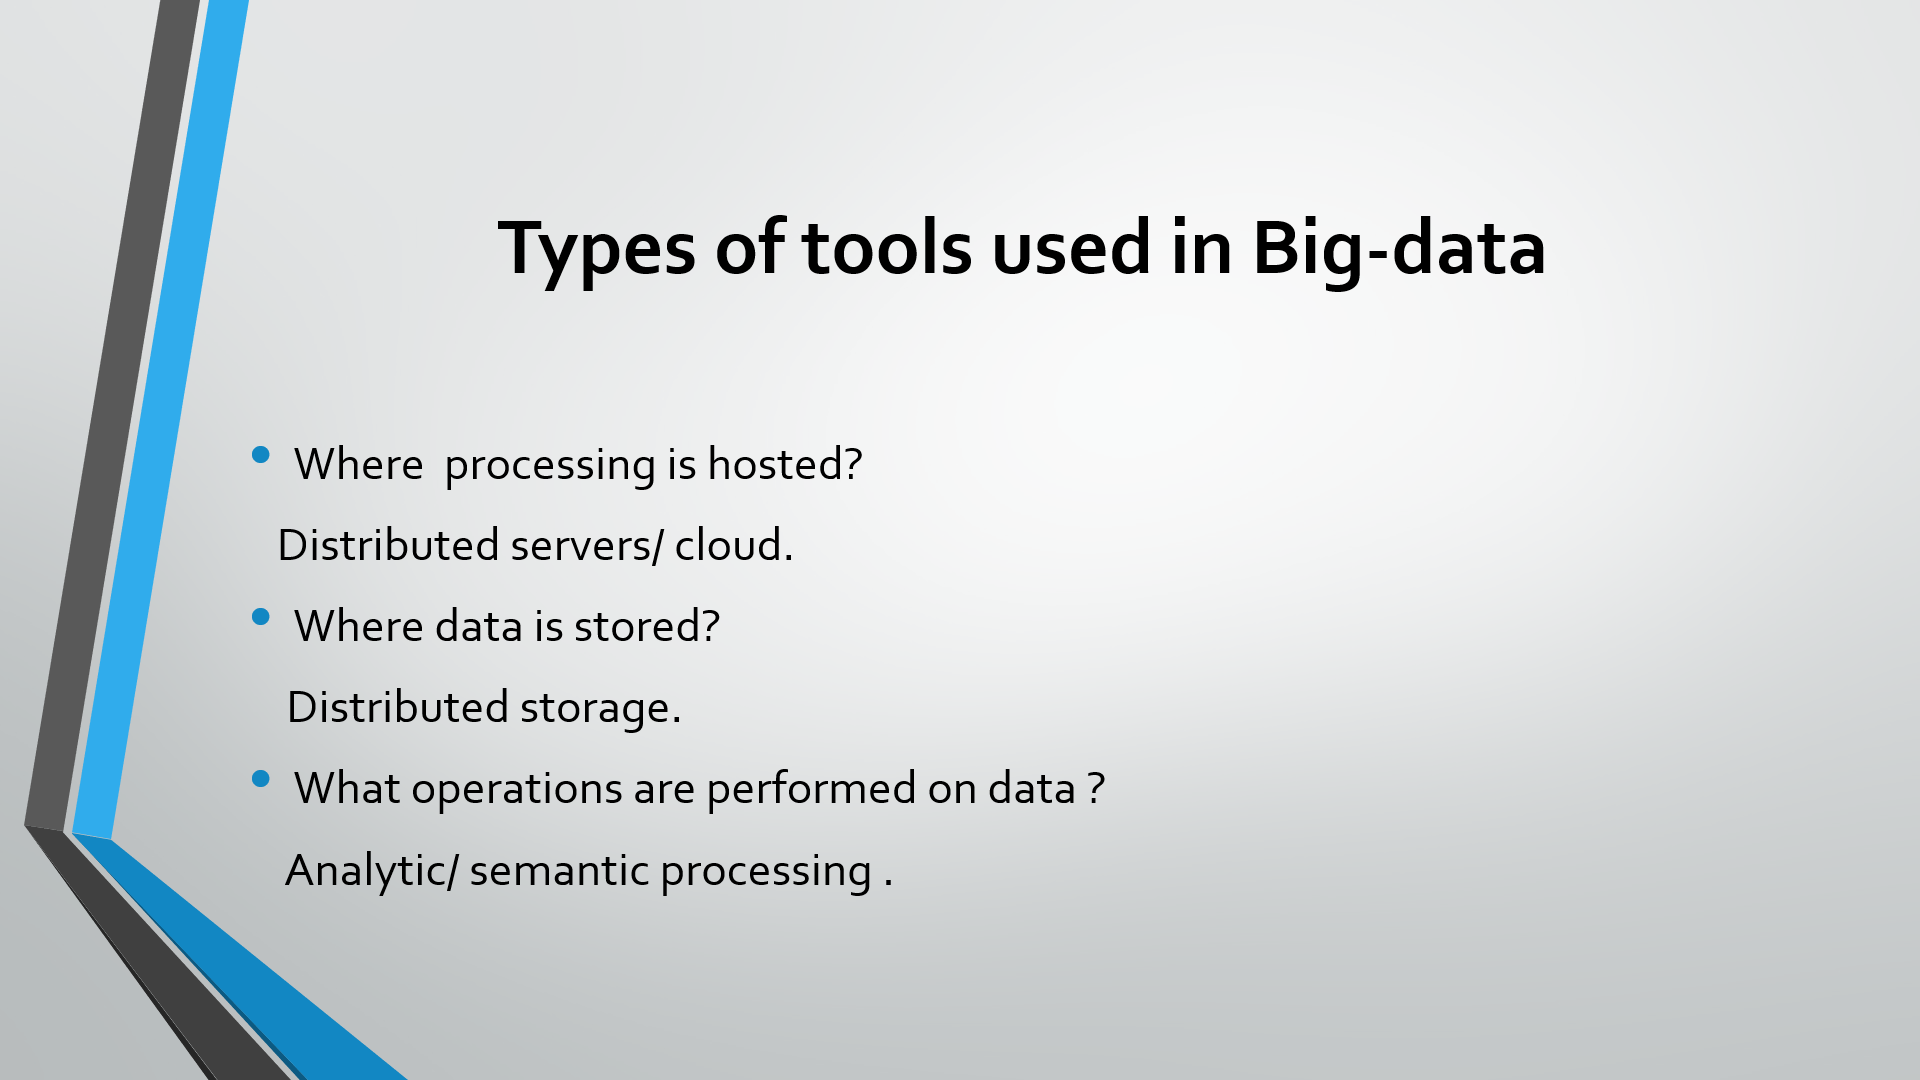 Types of tools used in Big-data
• Where  processing is hosted?
Distributed servers/ cloud.
• Where data is stored?
Distributed storage.
• What operations are performed on data ?
Analytic/ semantic processing .